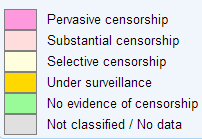 Pervasive censorship
Substantial censorship
Selective censorship
Under surveillance
No evidence of censorship
Not classified / No data